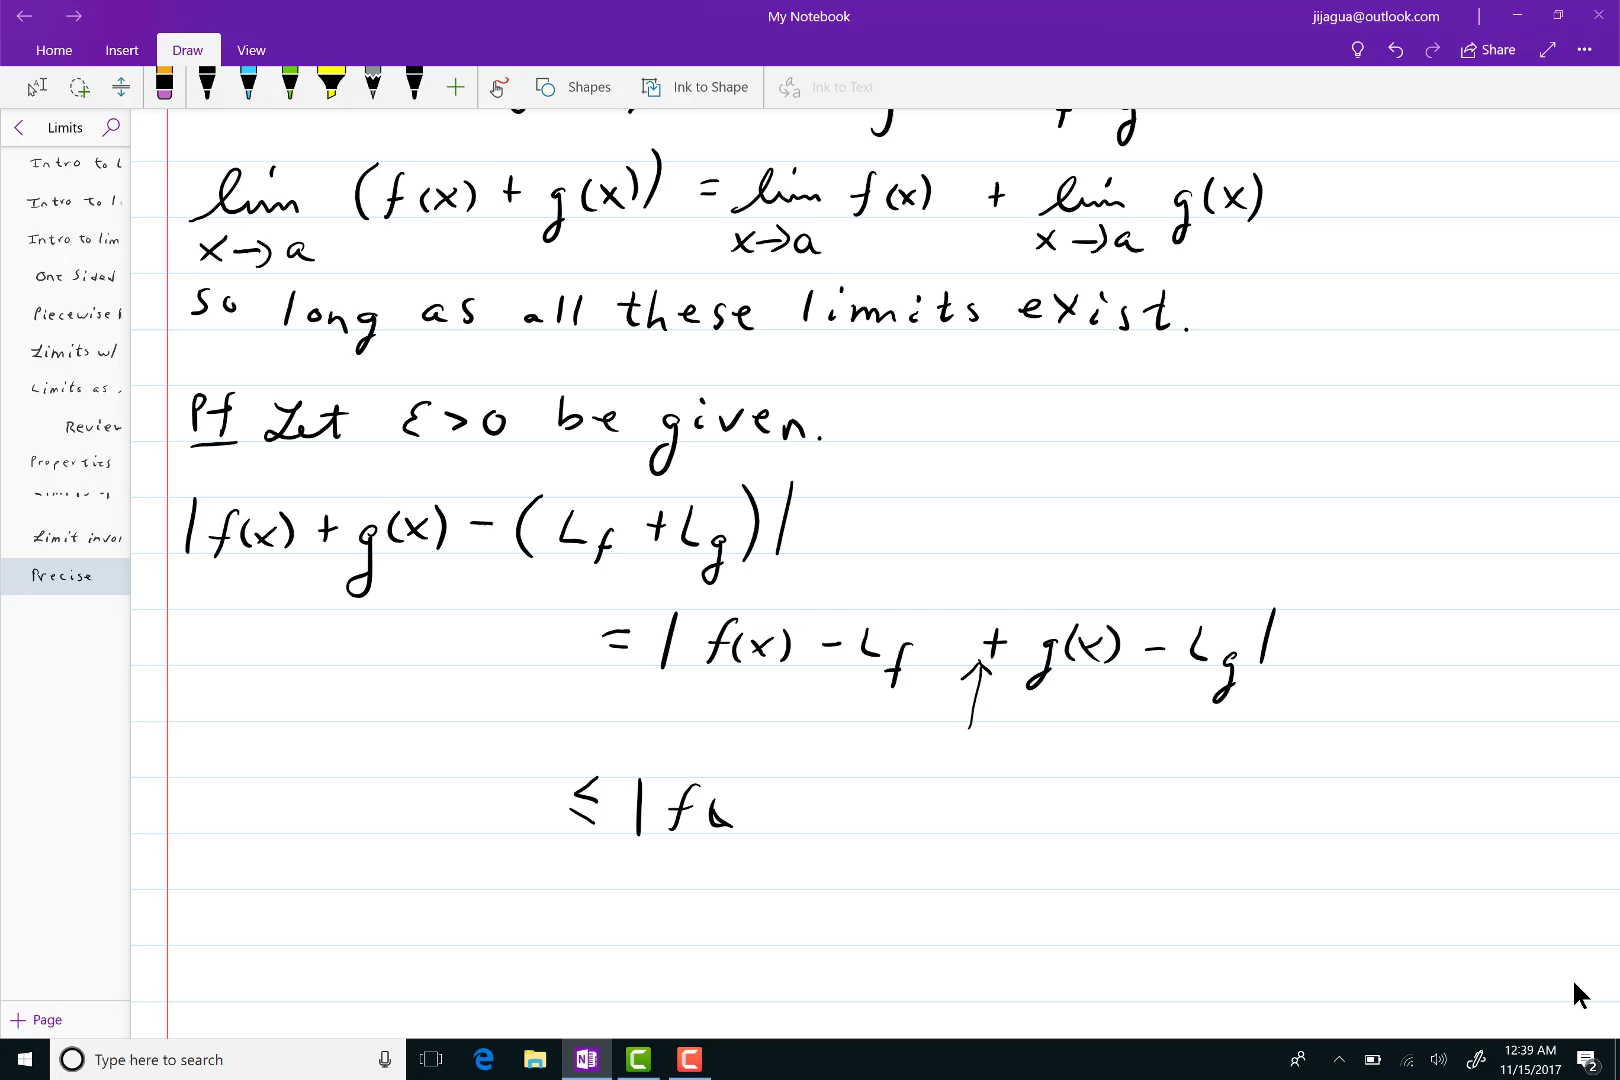 My Notebook
jijagua@outlook.com
Home Insert Draw View
Share
Shapes Ink to Shape Ink to Text
Limits
Intro to L
Intro to l
Intro to lim
One Sided
Piecewise
Limits w/
Limits as
Review
Properties
Limit invol
Precise
+ Page
lim (f(x) + g(x)) = lim f(x) + lim g(x)
x→a x→a x→a
so long as all these limits exist.
Pf Let ε>0 be given.
|f(x) + g(x) - (L_f + L_g)|
= | f(x) - L_f + g(x) - L_g |
≤ | f(
Type here to search
12:39 AM
11/15/2017
2